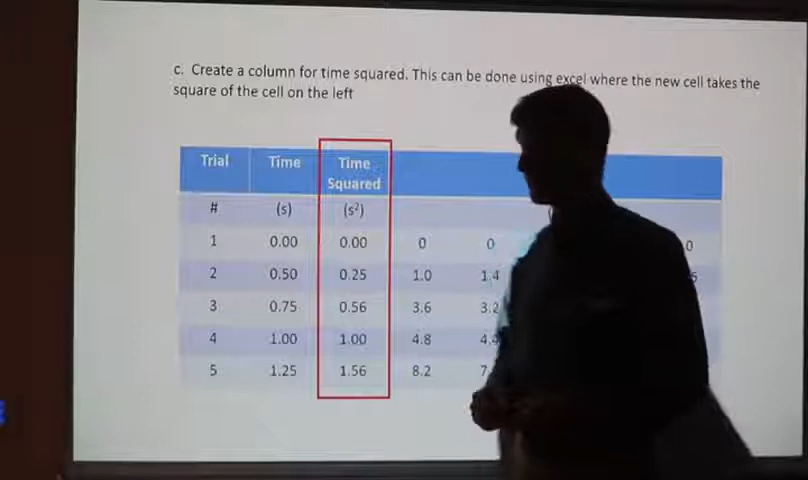 c. Create a column for time squared. This can be done using excel where the new cell takes the
square of the cell on the left
Trial Time Time
Squared
# (s) (s²)
1 0.00 0.00 0 0 0
2 0.50 0.25 1.0 1.4
3 0.75 0.56 3.6 3.2
4 1.00 1.00 4.8
5 1.25 1.56 8.2